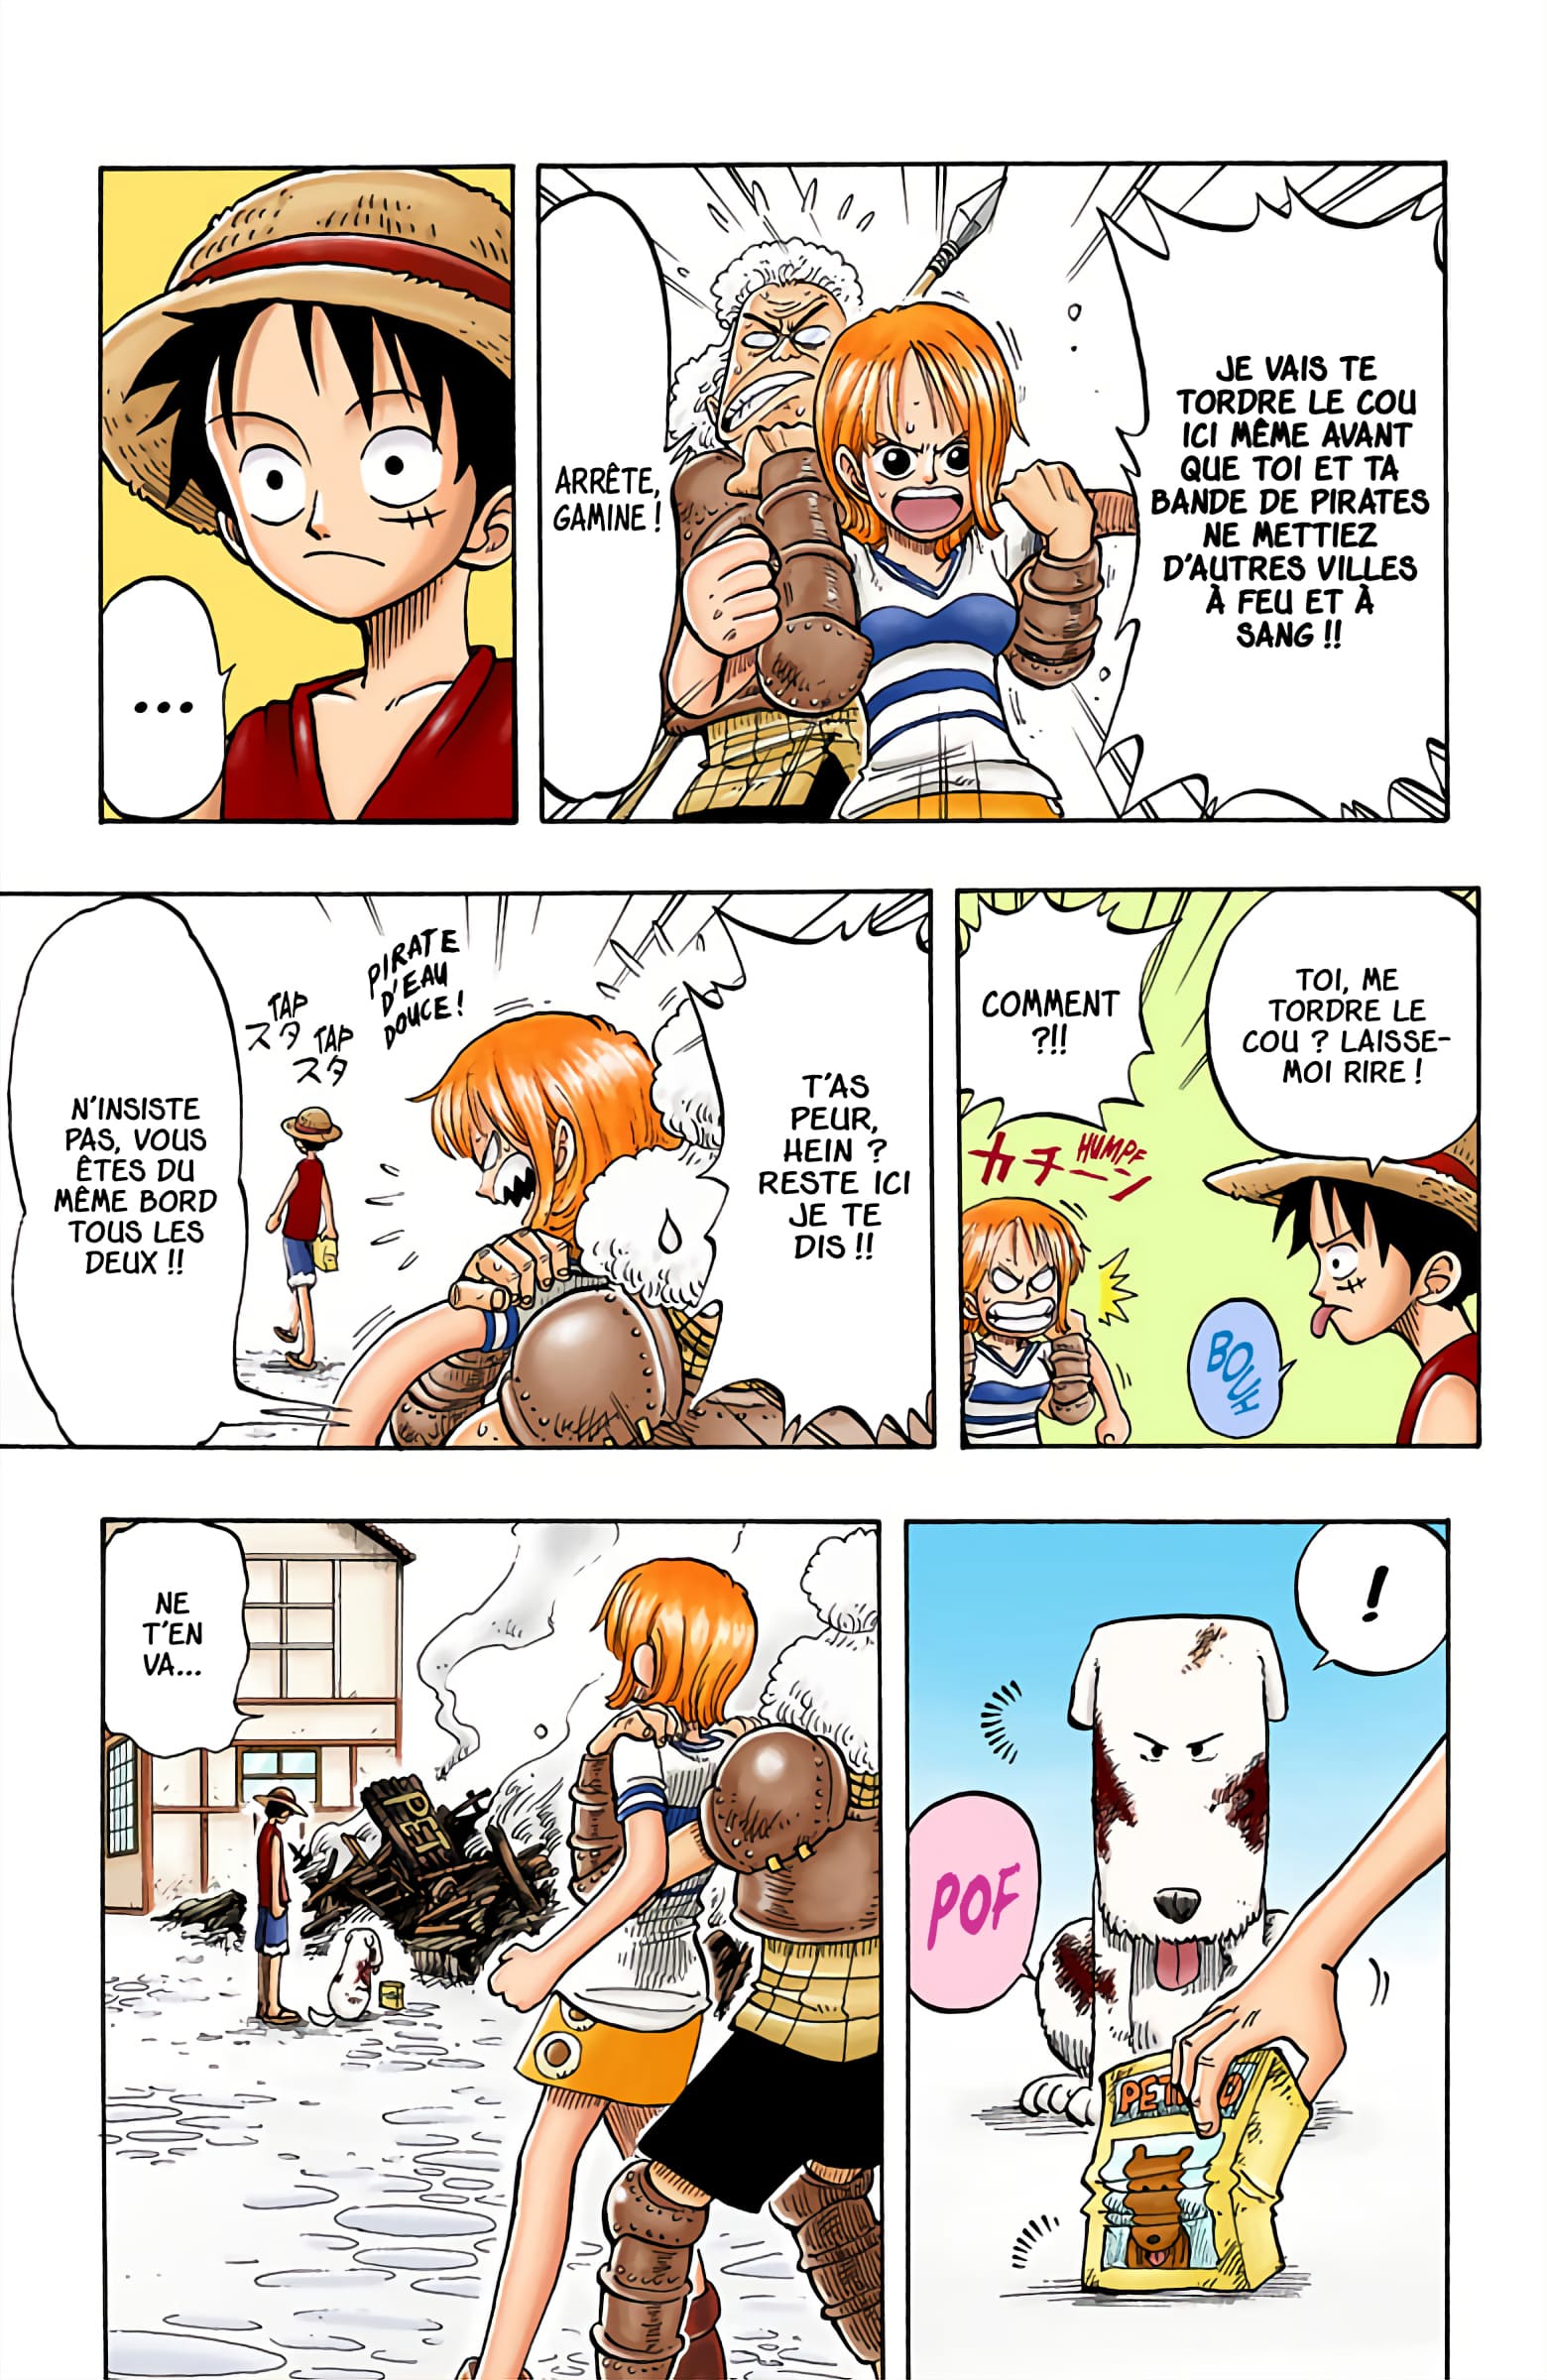 JE VAIS TE
TORDRE LE COU
ICI MÊME AVANT
QUE TOI ET TA
BANDE DE PIRATES
NE METTIEZ
D'AUTRES VILLES
À FEU ET À
SANG !!
ARRÊTE,
GAMINE !
...
TOI, ME
TORDRE LE
COU ? LAISSE-
MOI RIRE !
COMMENT
?!!
HUMPF
カチーン
BOUH
T'AS
PEUR,
HEIN ?
RESTE ICI
JE TE
DIS !!
PIRATE
D'EAU
DOUCE !
TAP
スタ
TAP
スタ
N'INSISTE
PAS, VOUS
ÊTES DU
MÊME BORD
TOUS LES
DEUX !!
!
POF
NE
T'EN
VA...
PET